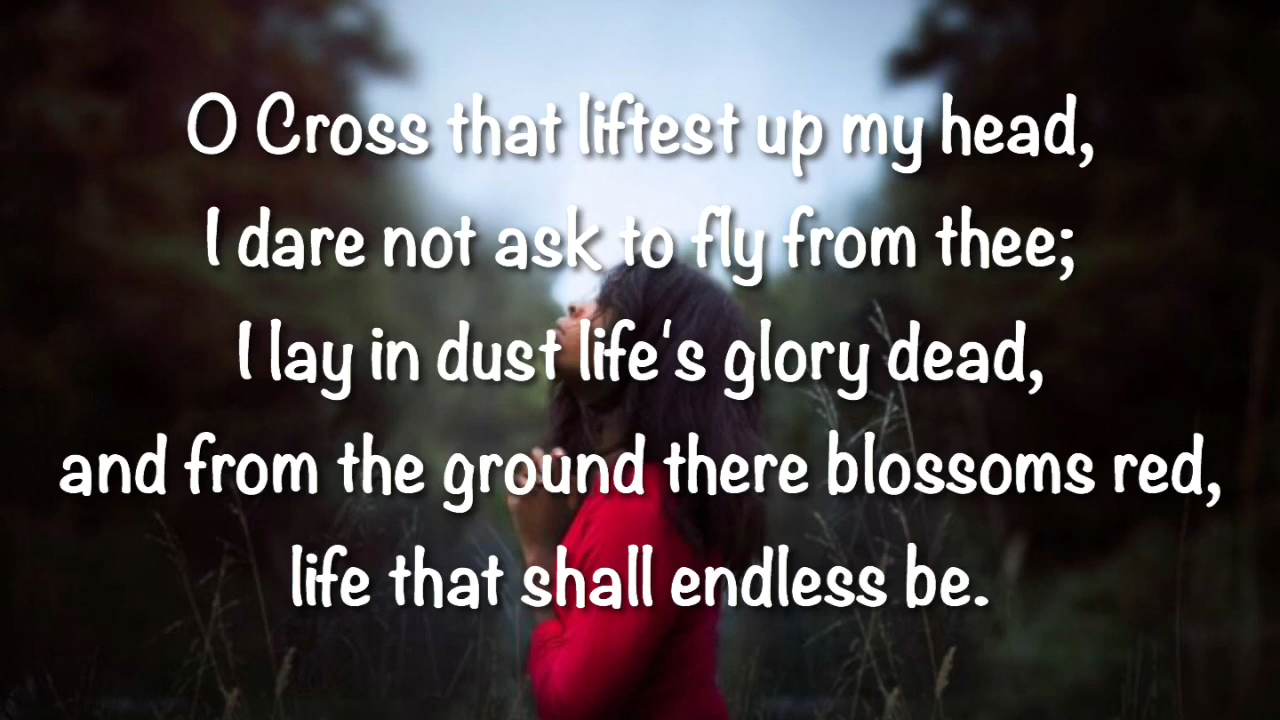 O Cross that liftest up my head,
I dare not ask to fly from thee;
I lay in dust life's glory dead,
and from the ground there blossoms red,
life that shall endless be.